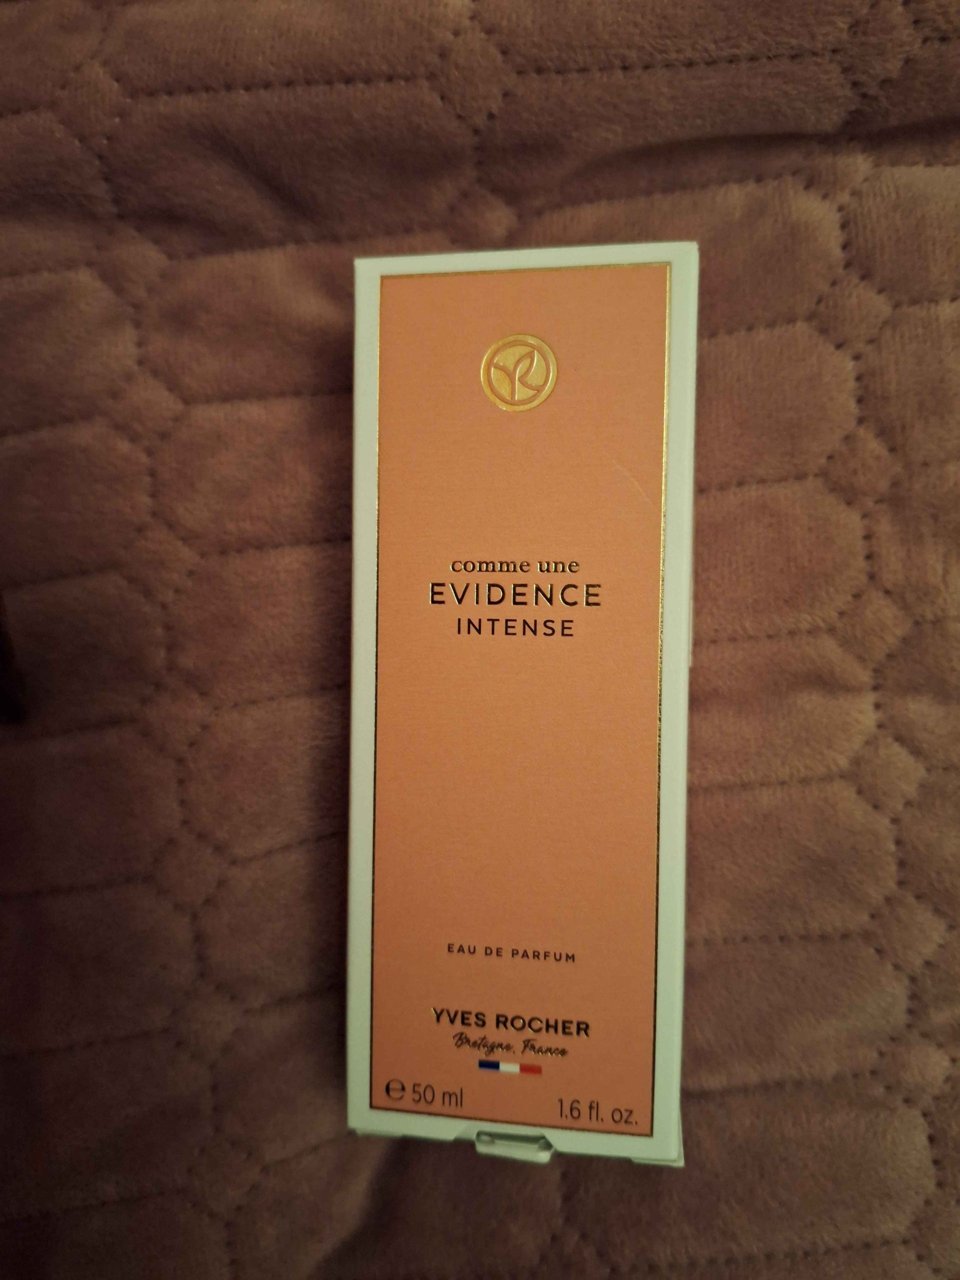 comme une
EVIDENCE
INTENSE
EAU DE PARFUM
YVES ROCHER
Bretagne, France
℮ 50 ml 1.6 fl. oz.